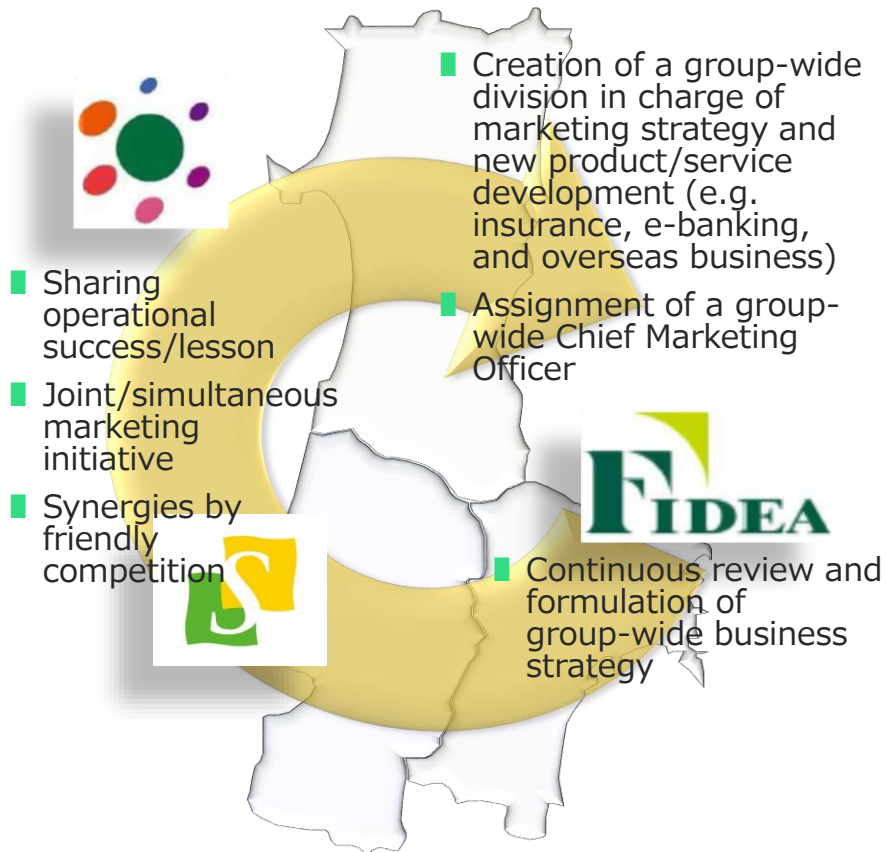 Creation of a group-wide
division in charge of
marketing strategy and
new product/service
development (e.g.
insurance, e-banking,
and overseas business)
Assignment of a group-
wide Chief Marketing
Officer
Sharing
operational
success/lesson
Joint/simultaneous
marketing
initiative
Synergies by
friendly
competition
S
FIDEA
Continuous review and
formulation of
group-wide business
strategy